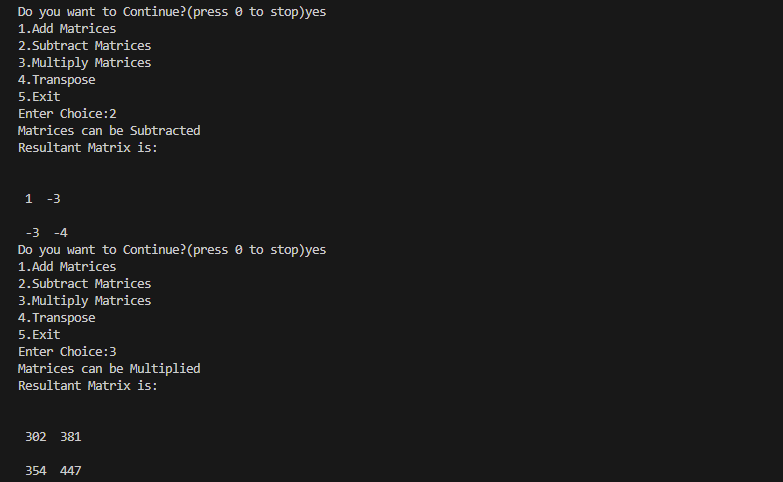 Do you want to Continue?(press 0 to stop)yes
1.Add Matrices
2.Subtract Matrices
3.Multiply Matrices
4.Transpose
5.Exit
Enter Choice:2
Matrices can be Subtracted
Resultant Matrix is:
1 -3
-3 -4
Do you want to Continue?(press 0 to stop)yes
1.Add Matrices
2.Subtract Matrices
3.Multiply Matrices
4.Transpose
5.Exit
Enter Choice:3
Matrices can be Multiplied
Resultant Matrix is:
302 381
354 447